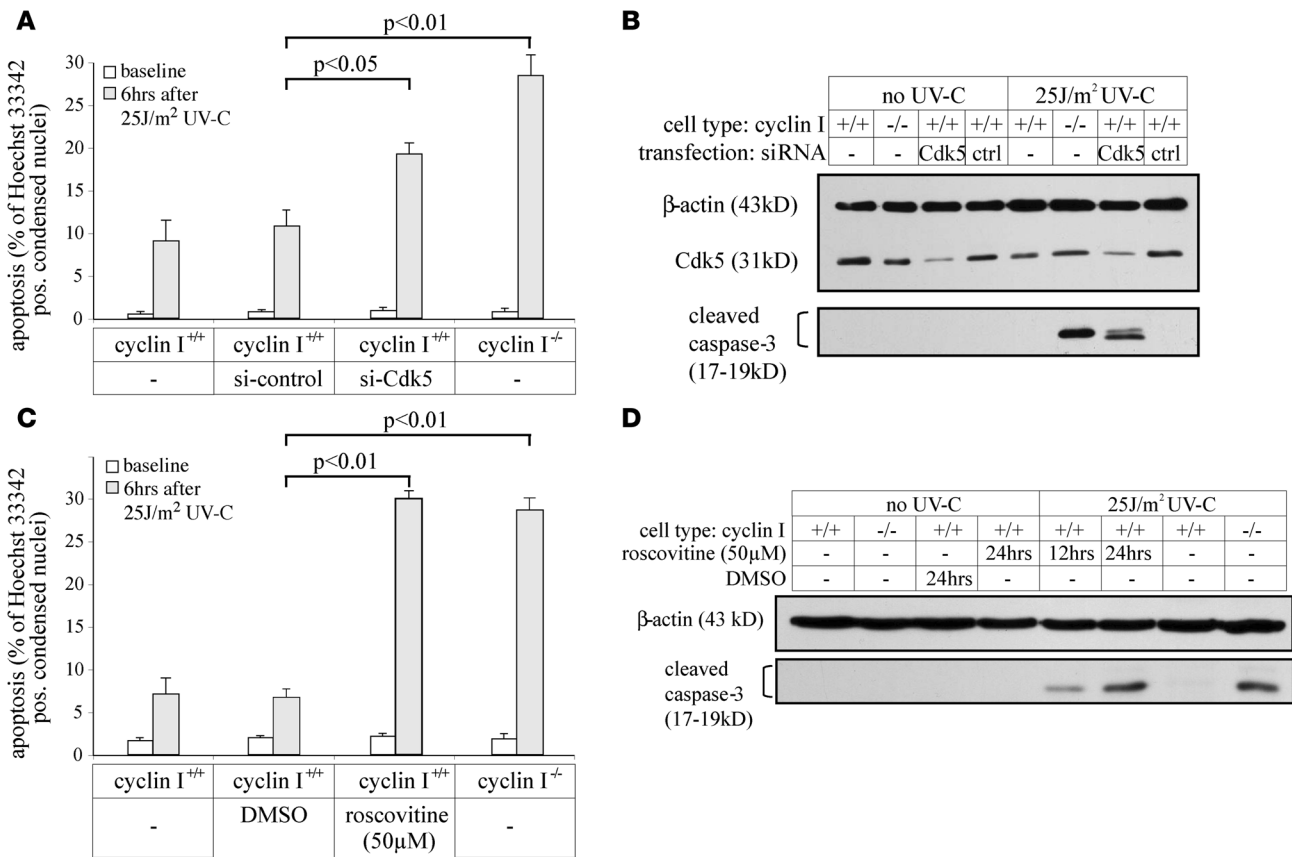 A
p<0.01
p<0.05
baseline
6hrs after
25J/m² UV-C
apoptosis (% of Hoechst 33342
pos. condensed nuclei)
30
25
20
15
10
5
0
cyclin I+/+ cyclin I+/+ cyclin I+/+ cyclin I-/-
- si-control si-Cdk5 -
B
no UV-C 25J/m² UV-C
cell type: cyclin I +/+ -/- +/+ +/+ +/+ -/- +/+ +/+
transfection: siRNA - - Cdk5 ctrl - - Cdk5 ctrl
β-actin (43kD)
Cdk5 (31kD)
cleaved
caspase-3
(17-19kD)
C
p<0.01
p<0.01
baseline
6hrs after
25J/m² UV-C
apoptosis (% of Hoechst 33342
pos. condensed nuclei)
30
25
20
15
10
5
0
cyclin I+/+ cyclin I+/+ cyclin I+/+ cyclin I-/-
- DMSO roscovitine -
(50μM)
D
no UV-C 25J/m² UV-C
cell type: cyclin I +/+ -/- +/+ +/+ +/+ +/+ +/+ -/-
roscovitine (50μM) - - - 24hrs 12hrs 24hrs - -
DMSO - - 24hrs - - - - -
β-actin (43 kD)
cleaved
caspase-3
(17-19kD)